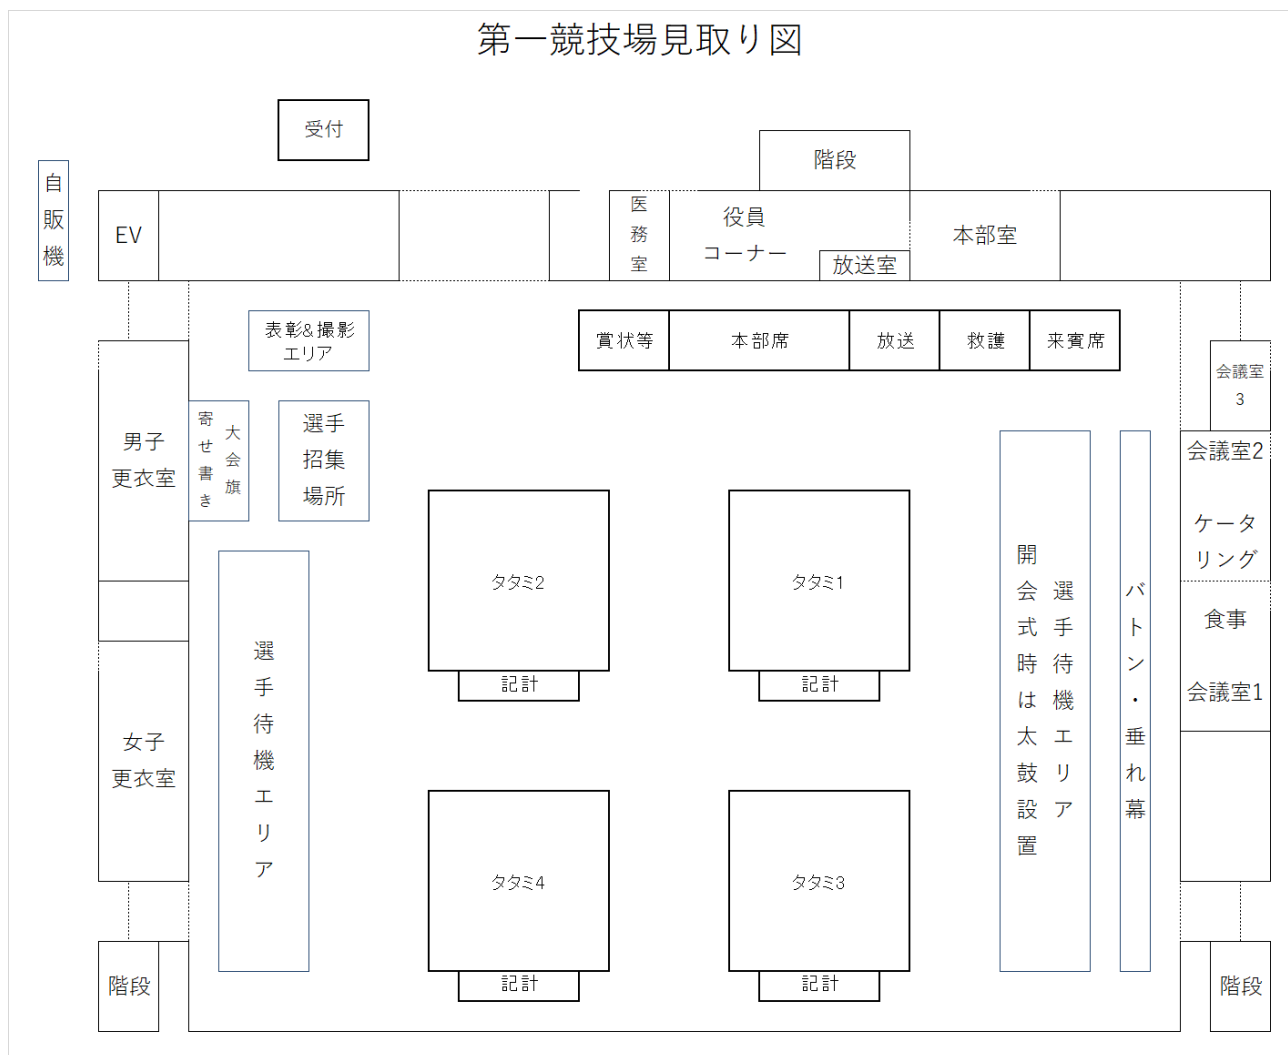 第一競技場見取り図
受付
階段
自販機
EV
医務室
役員
コーナー
放送室
本部室
表彰&撮影
エリア
賞状等
本部席
放送
救護
来賓席
会議室
3
男子
更衣室
大会旗
寄せ書き
選手
招集
場所
会議室2
ケータ
リング
食事
会議室1
タタミ2
記計
タタミ1
記計
選手待機エリア
開会式時は太鼓設置
バトン・垂れ幕
女子
更衣室
選手待機エリア
タタミ4
記計
タタミ3
記計
階段
階段